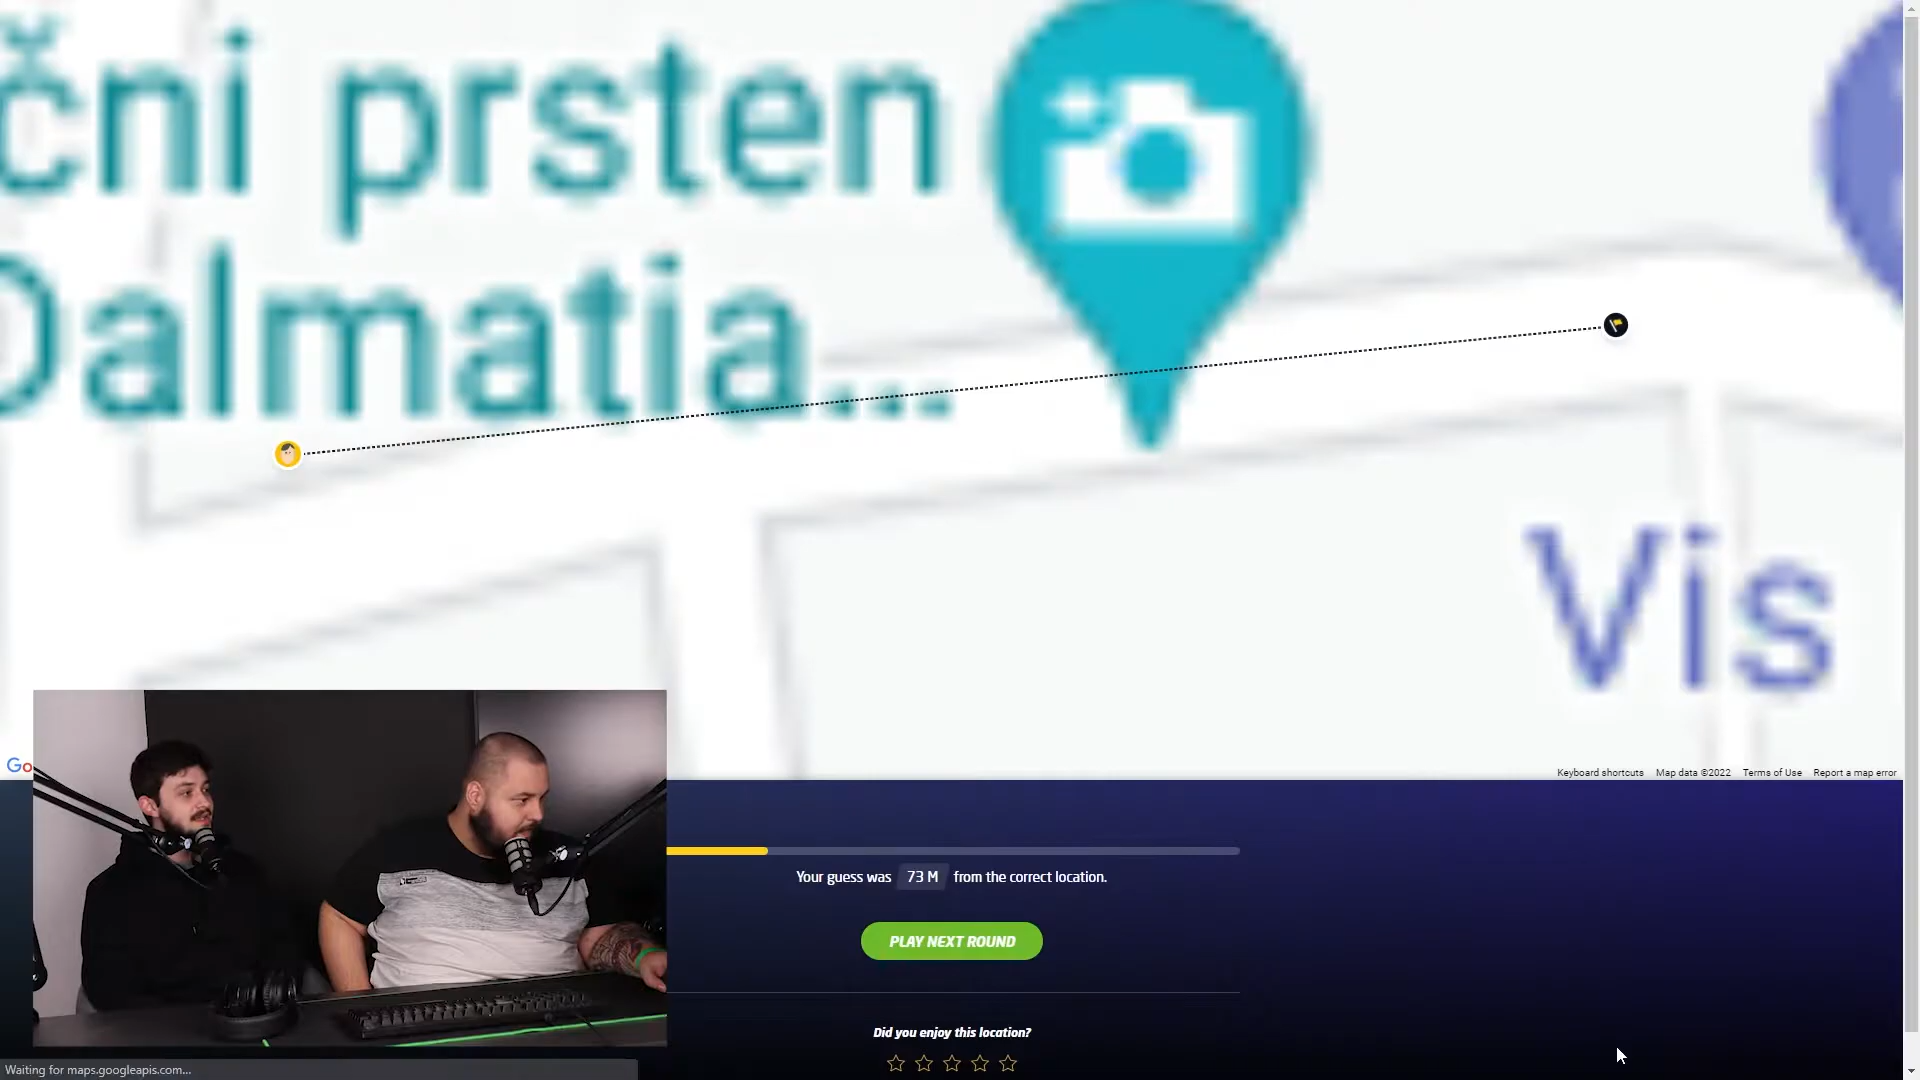 čni prsten
Dalmatia...
Vis
Go
Keyboard shortcuts Map data ©2022 Terms of Use Report a map error
Your guess was 73 M from the correct location.
PLAY NEXT ROUND
Did you enjoy this location?
Waiting for maps.googleapis.com...